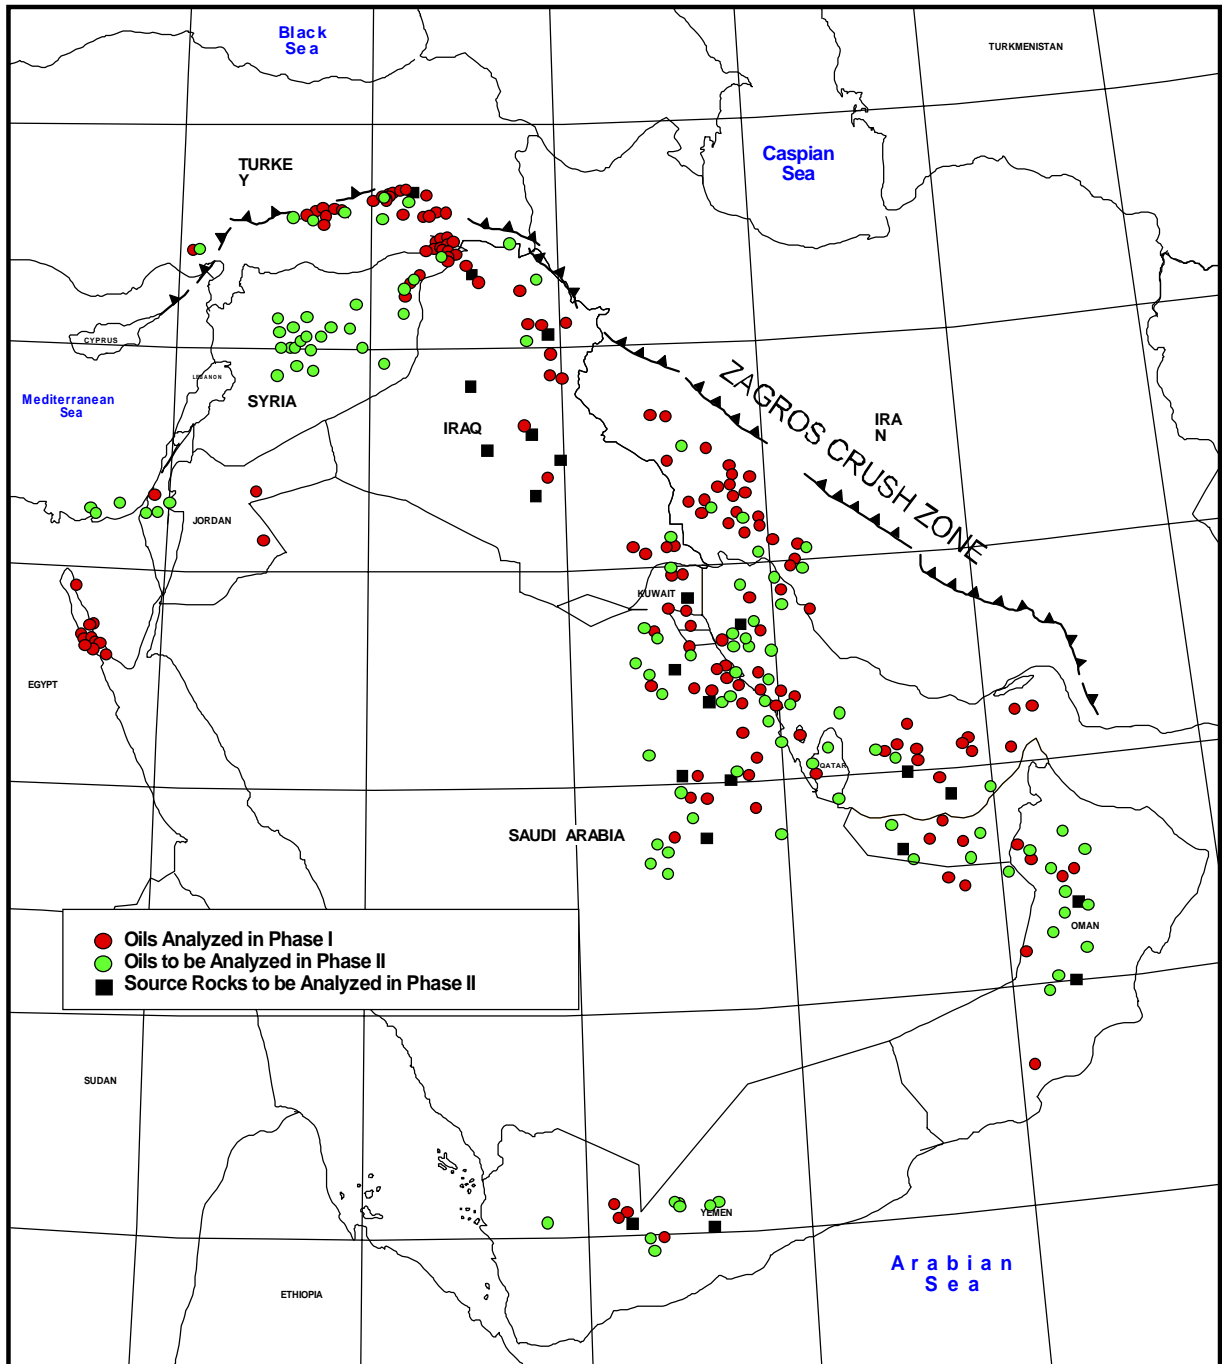 Black
Sea
TURKMENISTAN
Caspian
Sea
TURKE
Y
CYPRUS
LEBANON
Mediterranean
Sea
SYRIA
IRAQ
ZAGROS CRUSH ZONE
IRA
N
JORDAN
KUWAIT
EGYPT
QATAR
SAUDI ARABIA
Oils Analyzed in Phase I
Oils to be Analyzed in Phase II
Source Rocks to be Analyzed in Phase II
OMAN
SUDAN
YEMEN
Arabian
Sea
ETHIOPIA